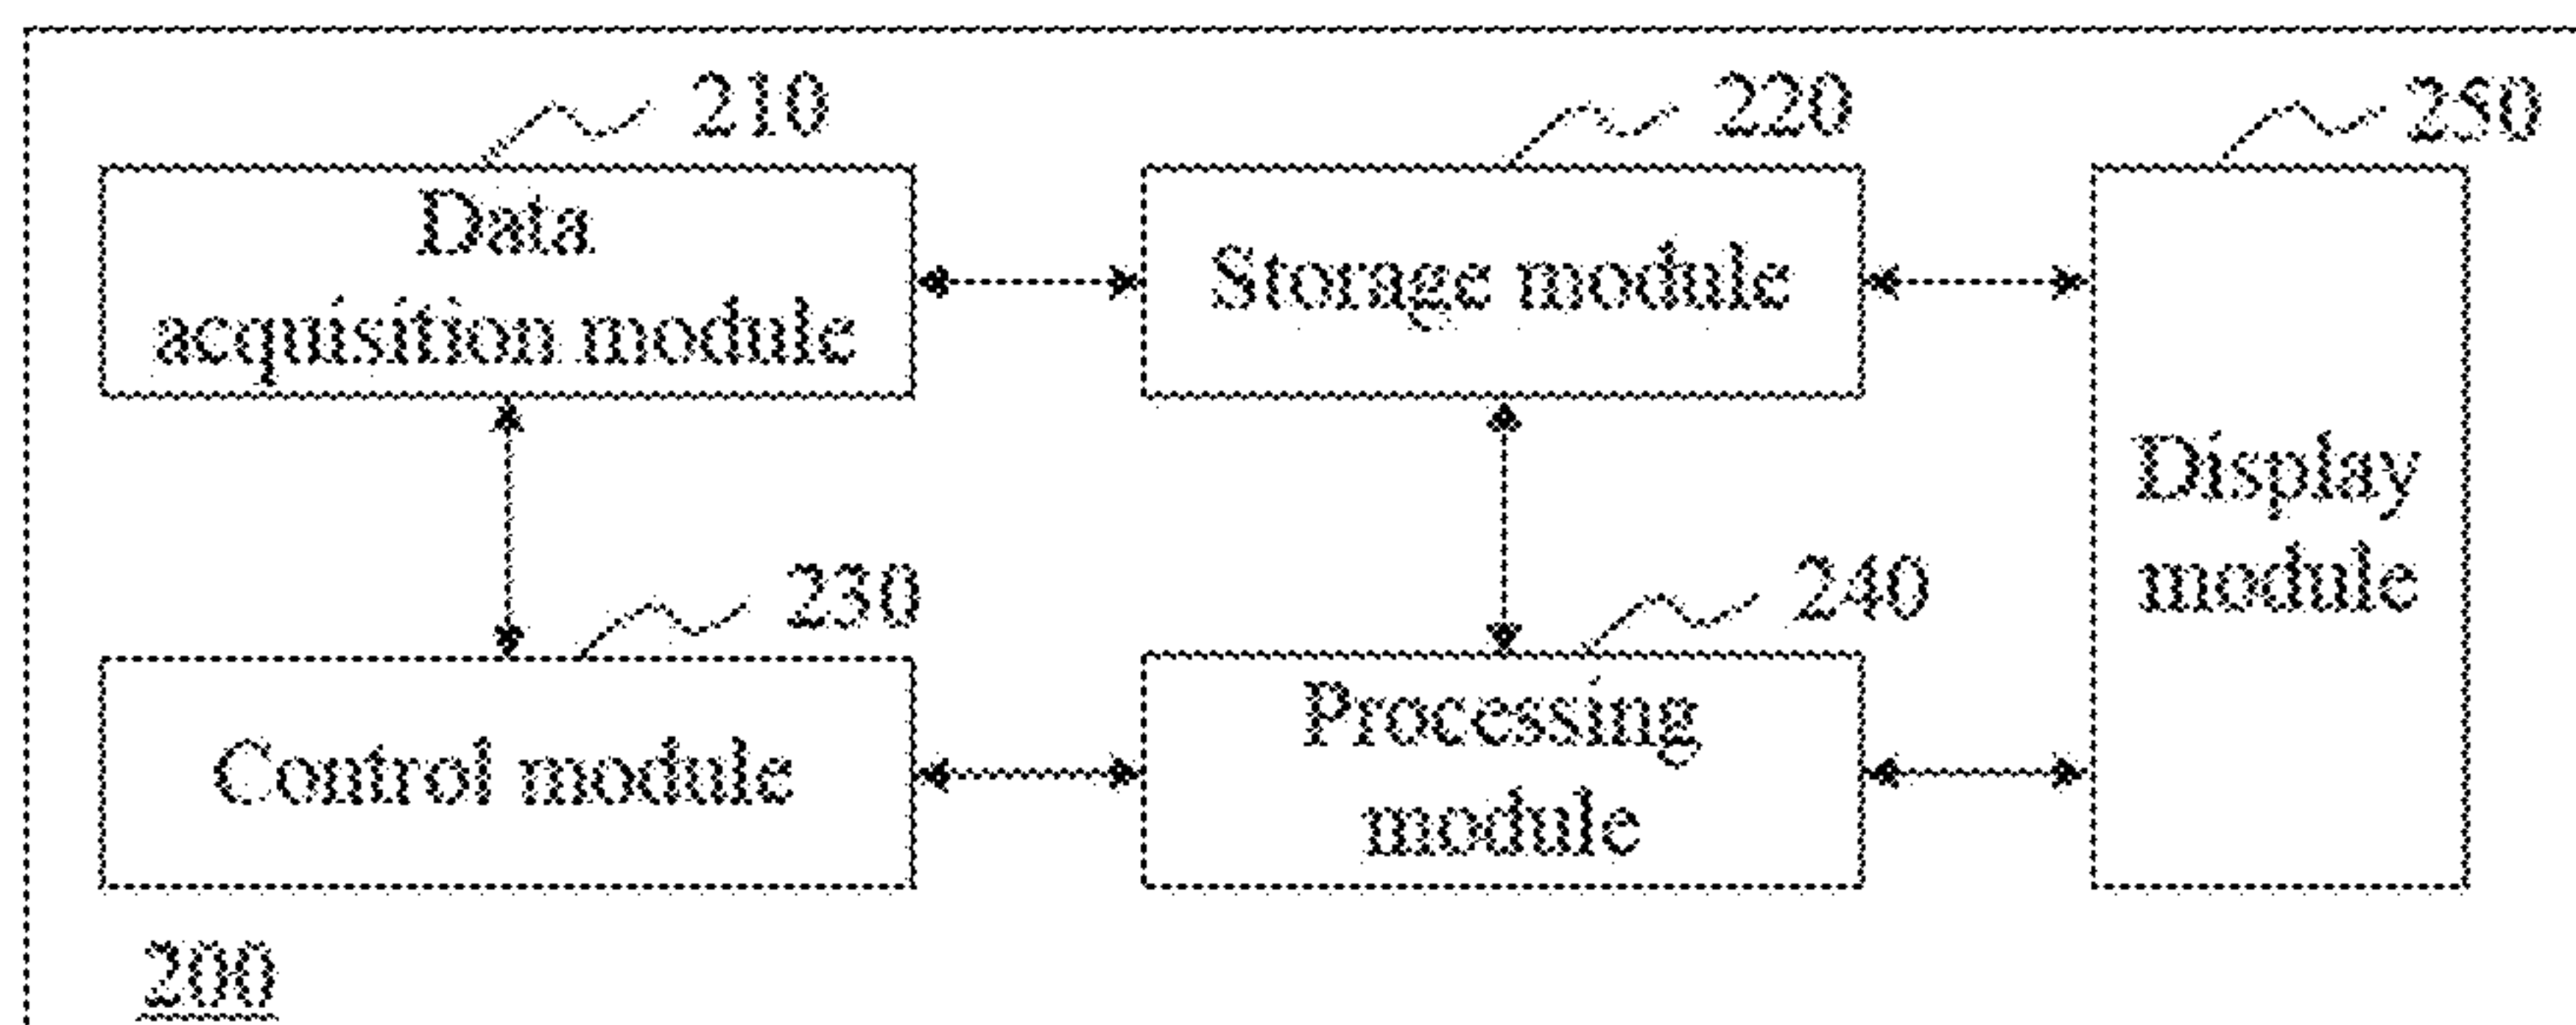 210
220
250
Data
acquisition module
Storage module
Display
module
230
240
Control module
Processing
module
200